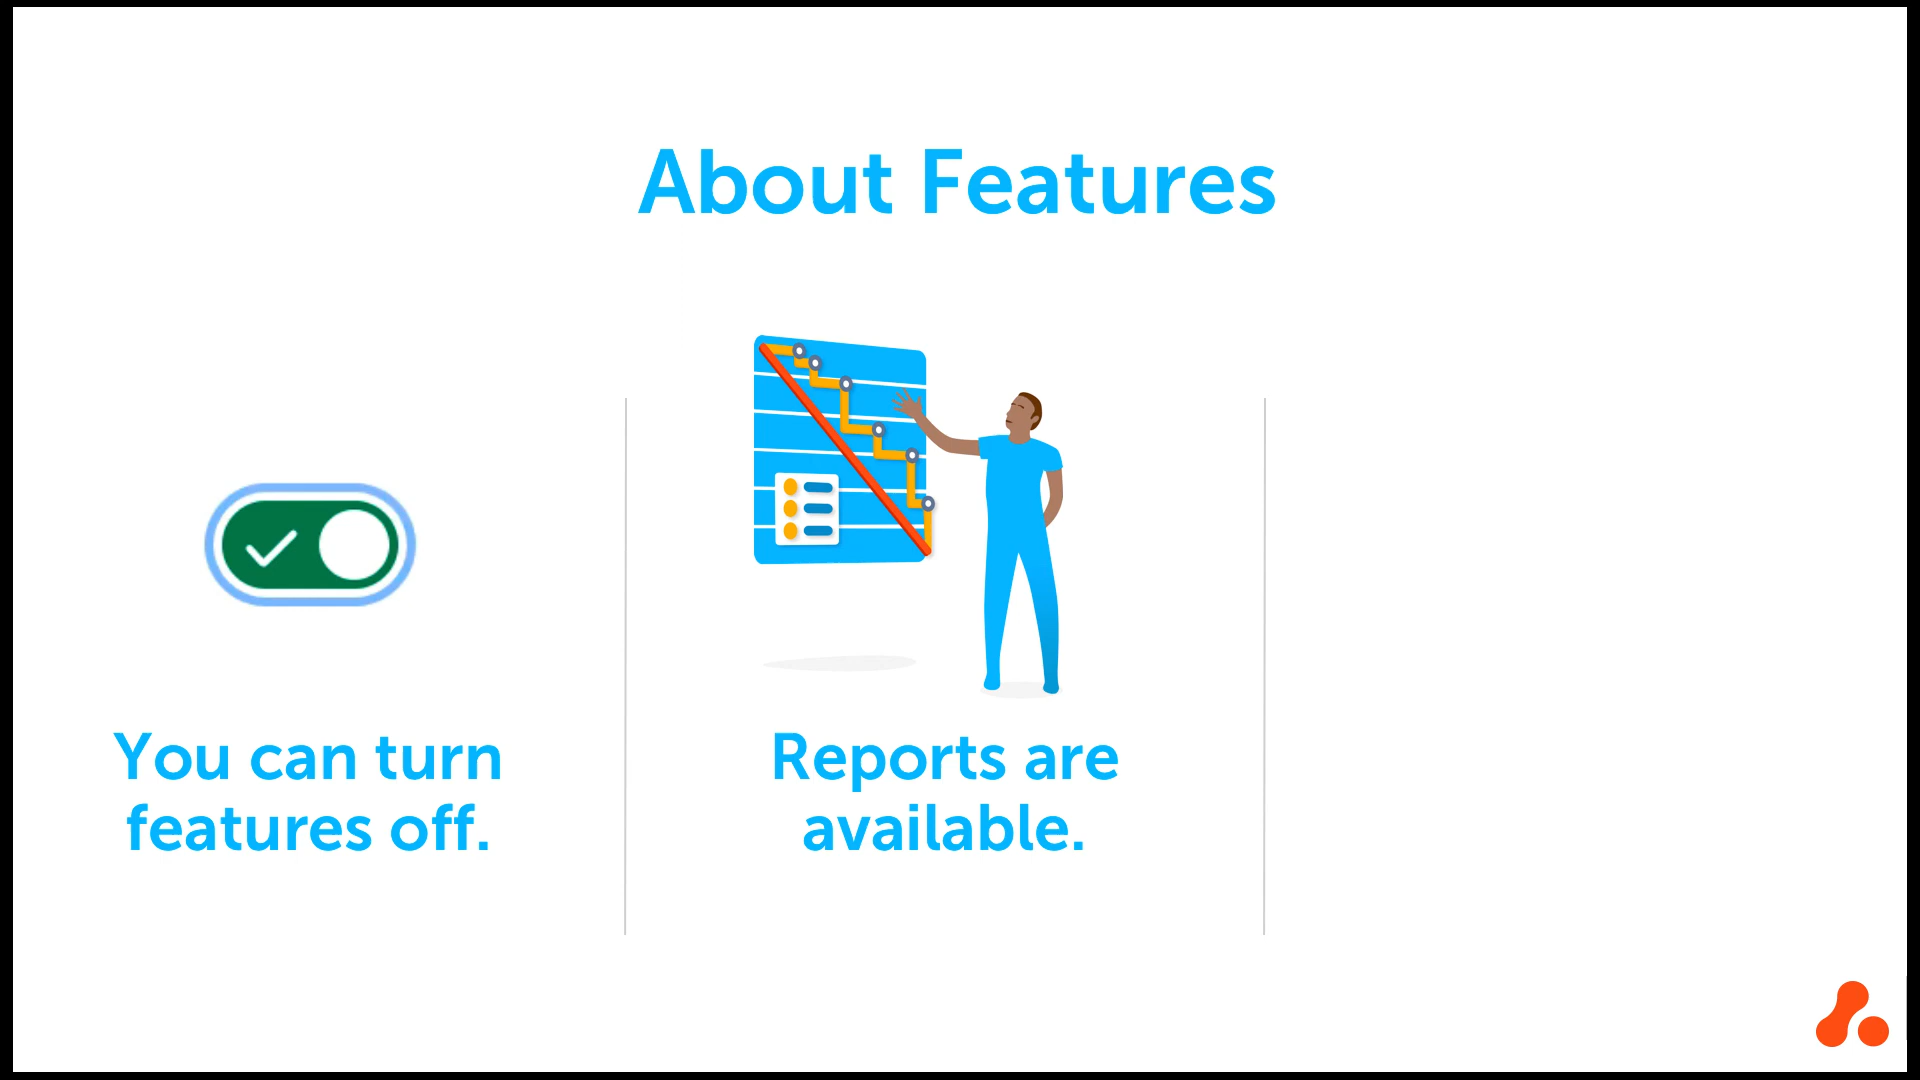 About Features
You can turn
features off.
Reports are
available.